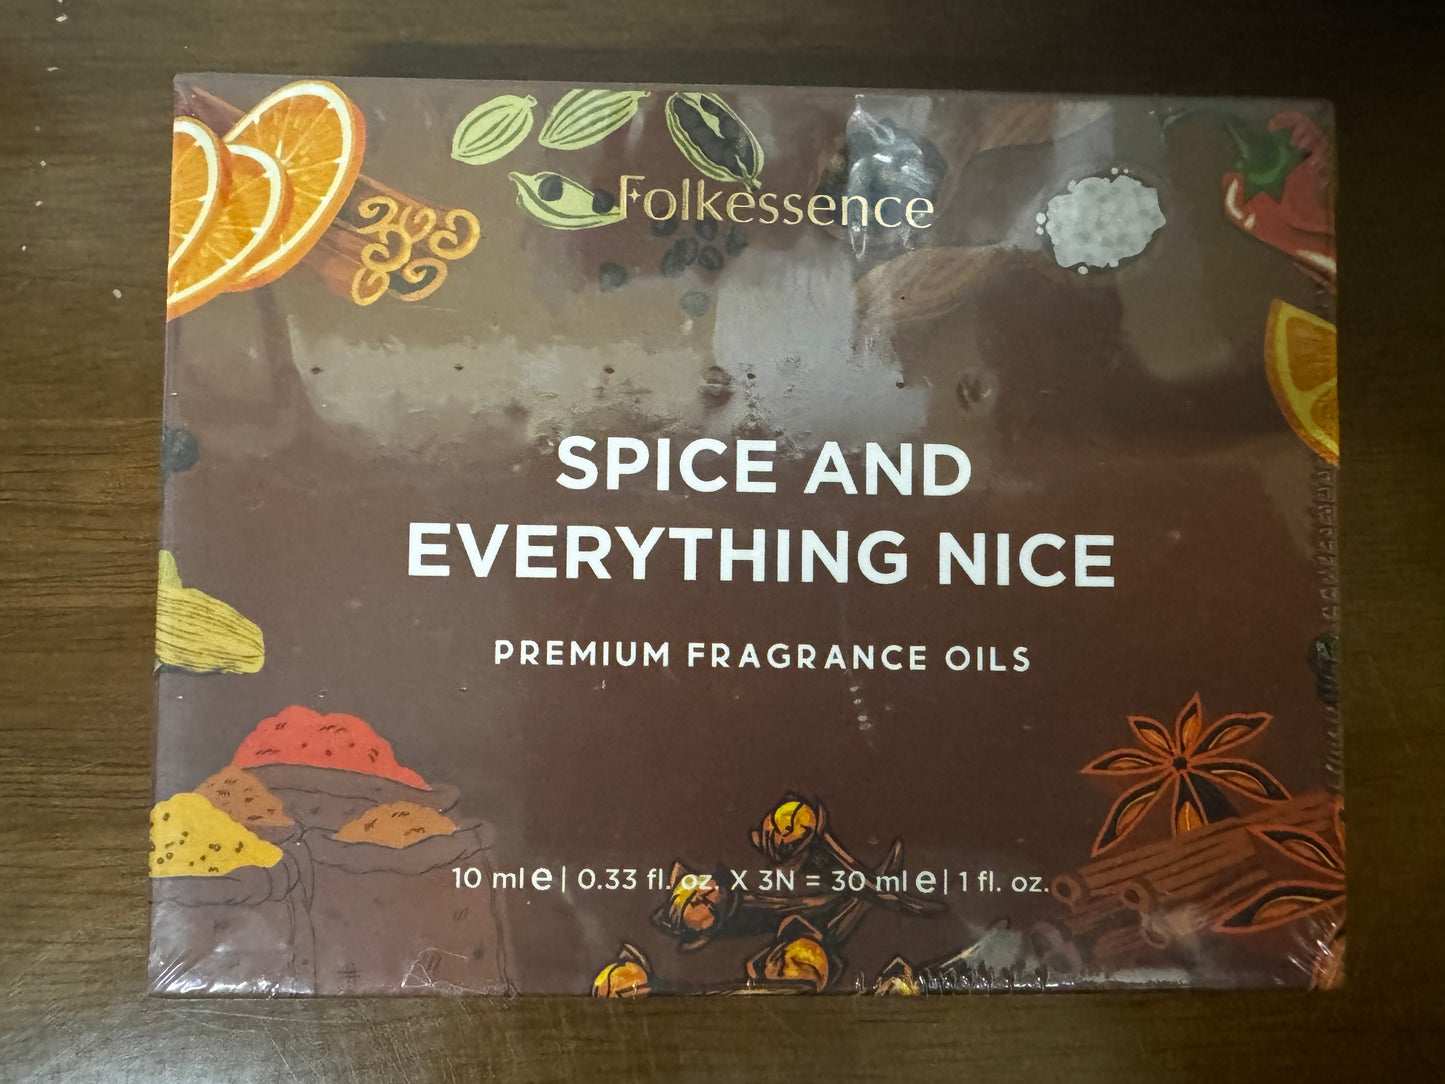 Folkessence
SPICE AND
EVERYTHING NICE
PREMIUM FRAGRANCE OILS
10 ml e | 0.33 fl. oz. X 3N = 30 ml e | 1 fl. oz.